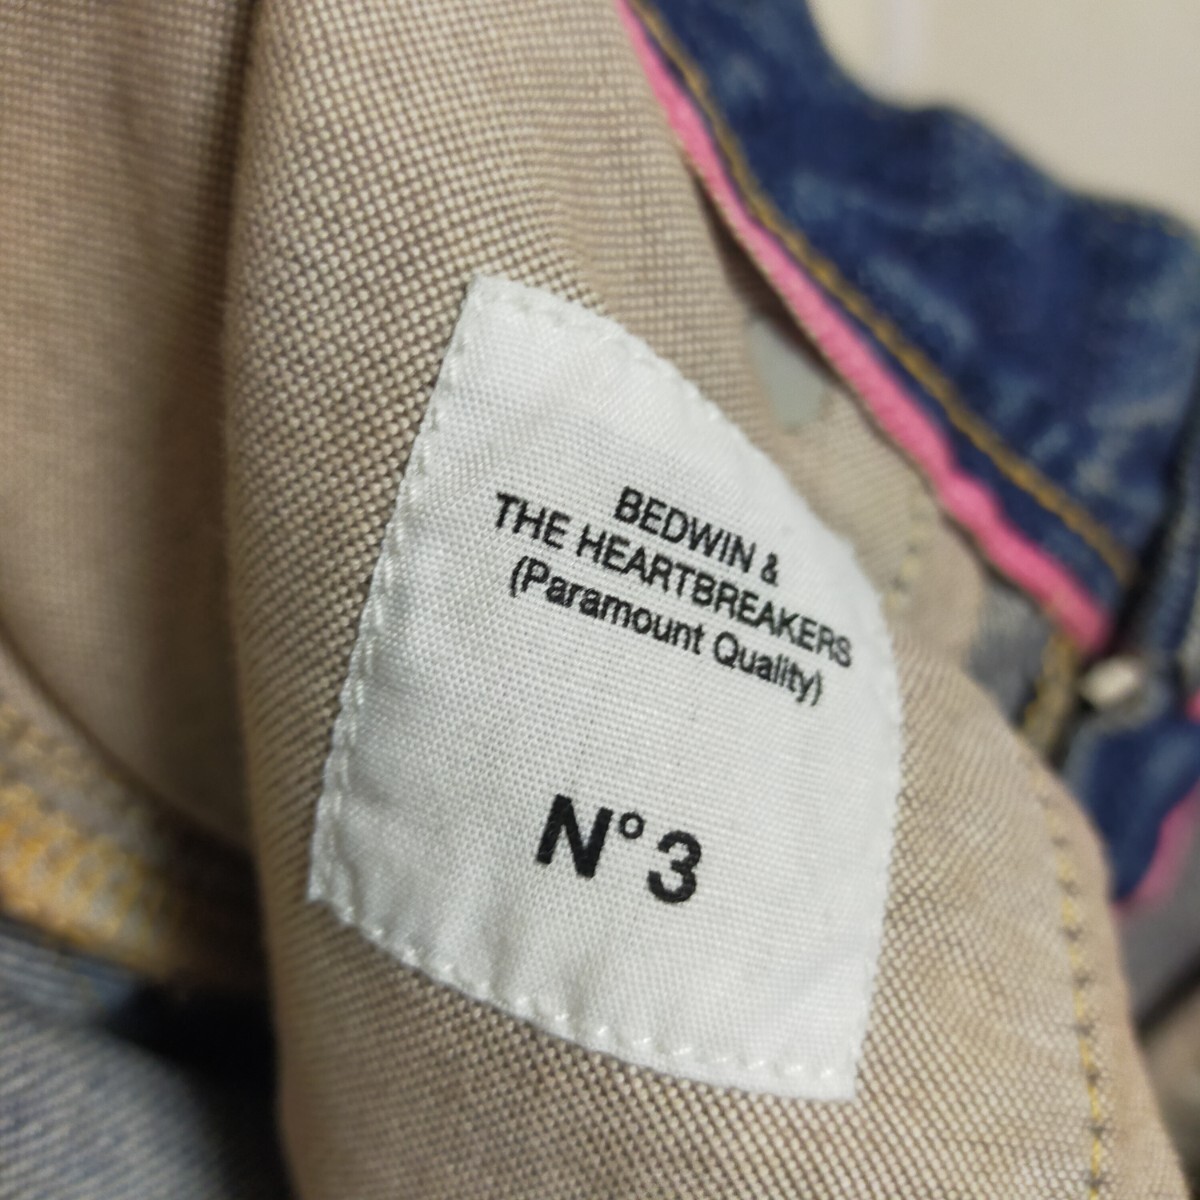 BEDWIN &
THE HEARTBREAKERS
(Paramount Quality)
N°3